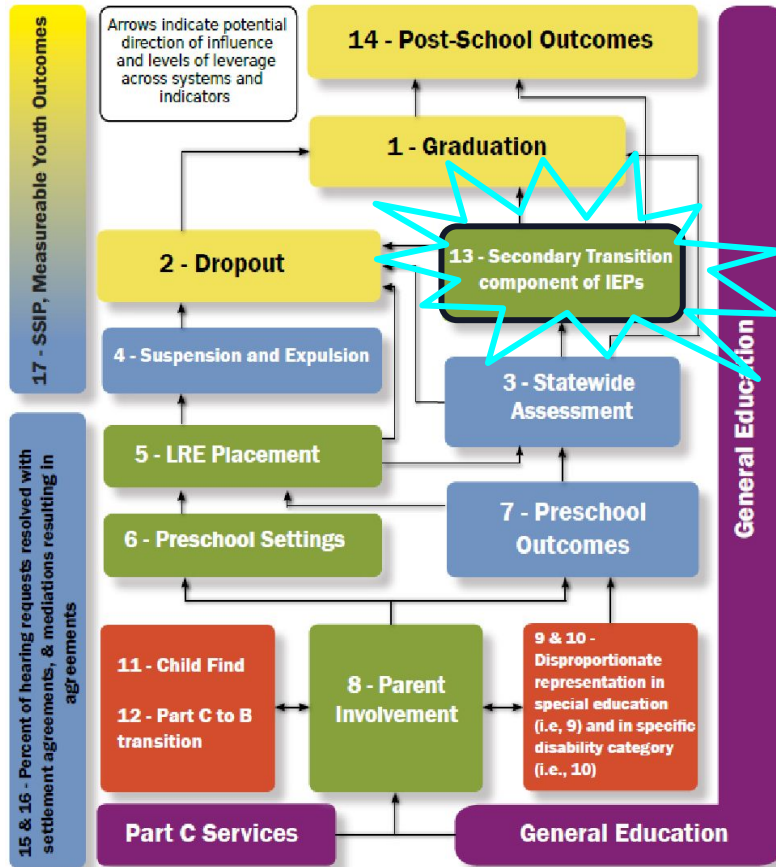 17 - SSIP, Measureable Youth Outcomes
Arrows indicate potential
direction of influence
and levels of leverage
across systems and
indicators
14 - Post-School Outcomes
1 - Graduation
2 - Dropout
13 - Secondary Transition
component of IEPs
4 - Suspension and Expulsion
3 - Statewide
Assessment
5 - LRE Placement
7 - Preschool
Outcomes
6 - Preschool Settings
15 & 16 - Percent of hearing requests resolved with
settlement agreements, & mediations resulting in
agreements
11 - Child Find
12 - Part C to B
transition
8 - Parent
Involvement
9 & 10 -
Disproportionate
representation in
special education
(i.e, 9) and in specific
disability category
(i.e., 10)
Part C Services
General Education
General Education